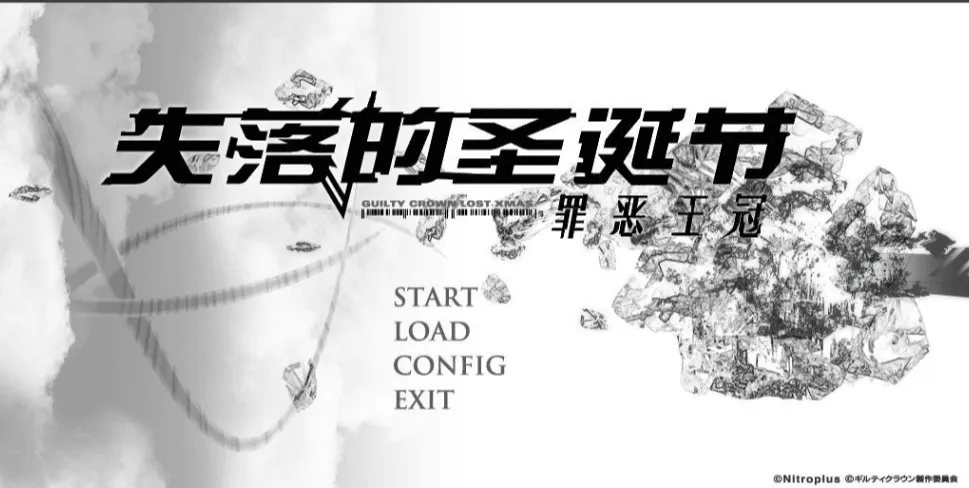 失落的圣诞节
GUILTY CROWN LOST XMAS
罪恶王冠
START
LOAD
CONFIG
EXIT
©Nitroplus ©ギルティクラウン製作委員会